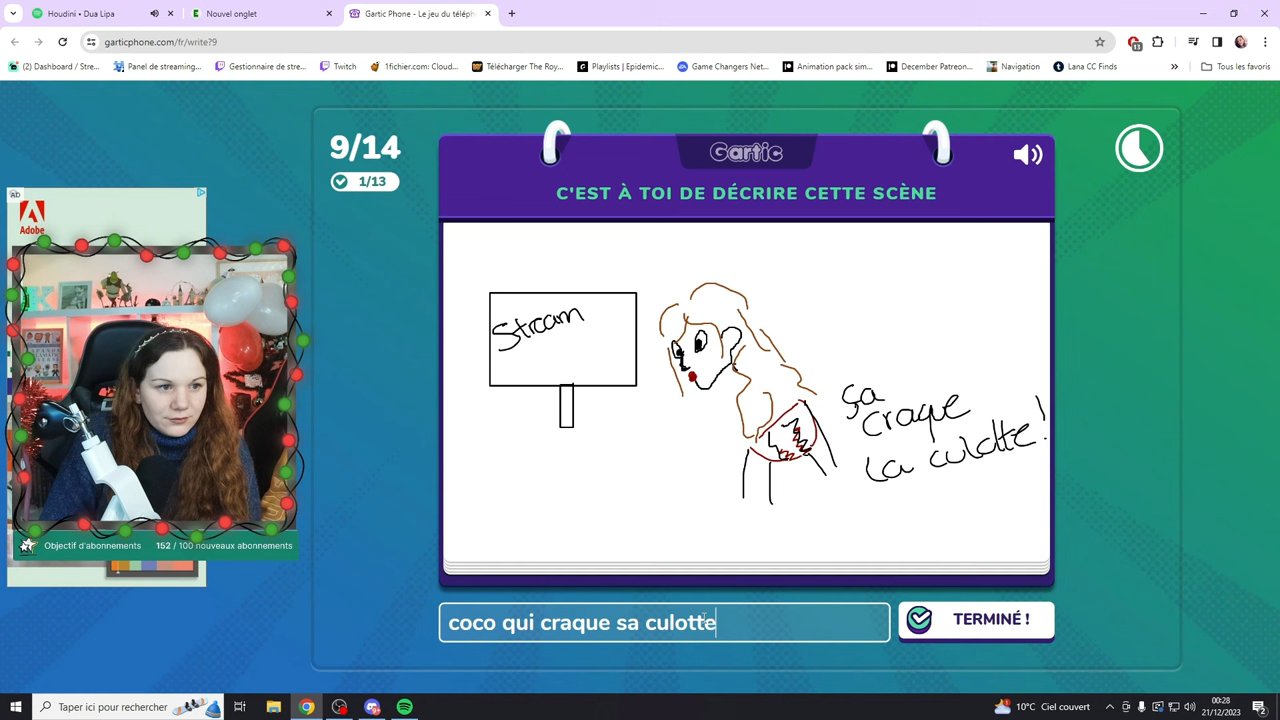 Houdini • Dua Lipa
Nouvel onglet
Gartic Phone - Le jeu du téléph
garticphone.com/fr/write?9
13
(2) Dashboard / Stre...
Panel de streaming...
Gestionnaire de stre...
Twitch
1fichier.com: Cloud...
Télécharger The Roy...
Playlists | Epidemic...
Game Changers Net...
Animation pack sim...
December Patreon...
Navigation
Lana CC Finds
»
Tous les favoris
9/14
1/13
Gartic
C'EST À TOI DE DÉCRIRE CETTE SCÈNE
Ad
Adobe
Stream
ça
craque
la culotte!
Objectif d'abonnements 152 / 100 nouveaux abonnements
coco qui craque sa culotte
TERMINÉ !
Taper ici pour rechercher
10°C Ciel couvert
00:28
21/12/2023
2